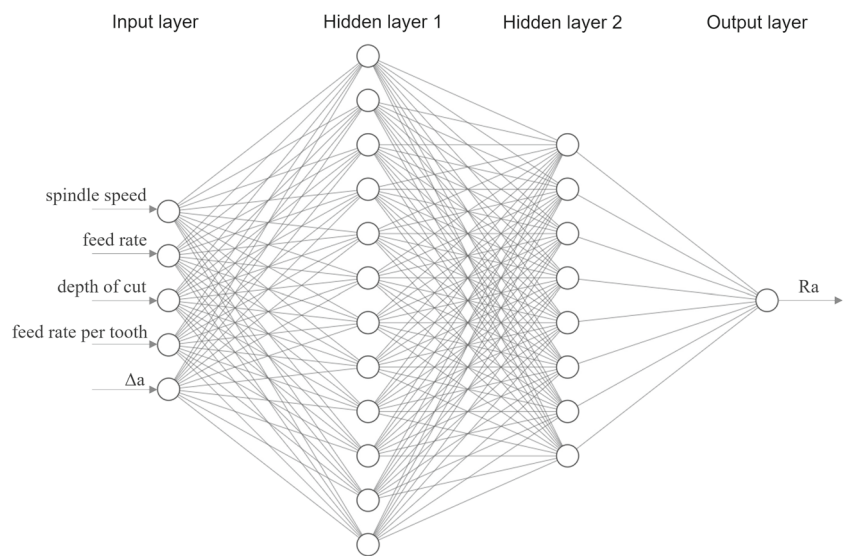 Input layer
Hidden layer 1
Hidden layer 2
Output layer
spindle speed
feed rate
depth of cut
feed rate per tooth
Δa
Ra